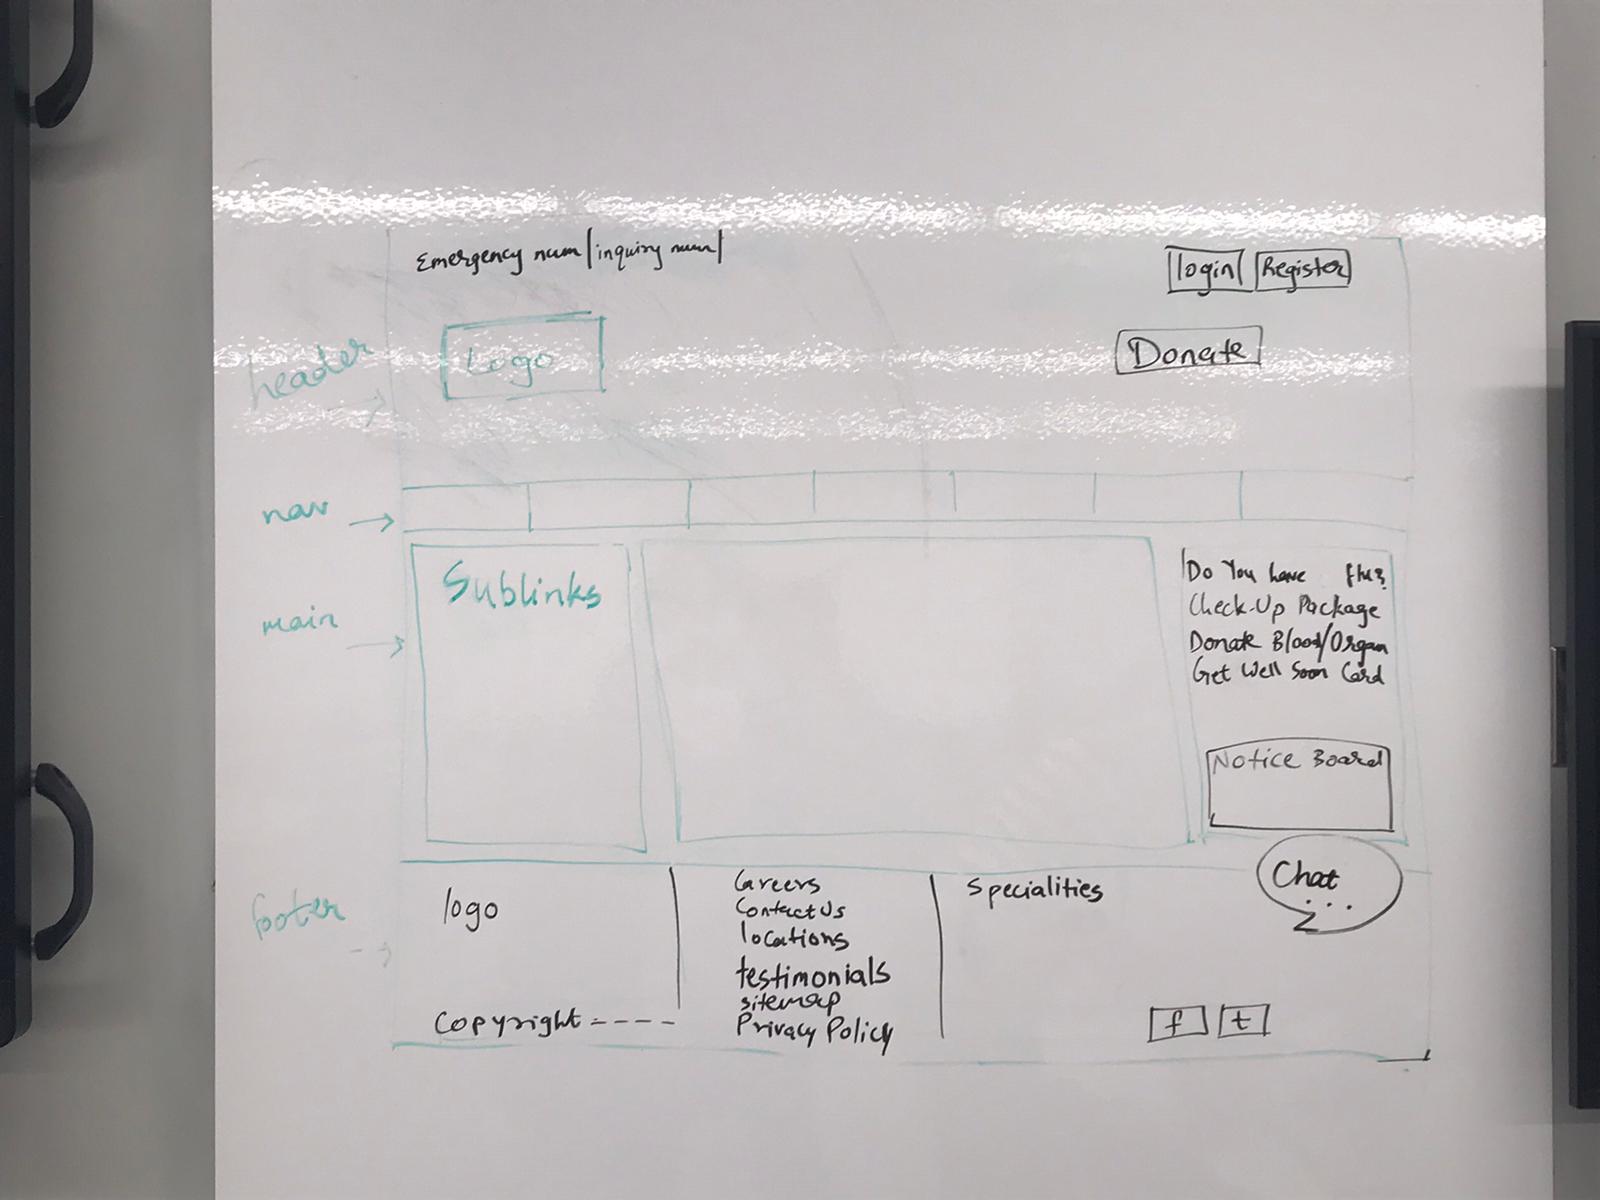 Emergency num/inquiry num/
login Register
header
Logo
Donate
nav
main
Sublinks
Do You have flu?
Check-Up Package
Donate Blood/Organ
Get Well Soon Card
Notice Board
footer
logo
Copyright ----
Careers
Contact Us
locations
testimonials
sitemap
Privacy Policy
Specialities
Chat
...
f t